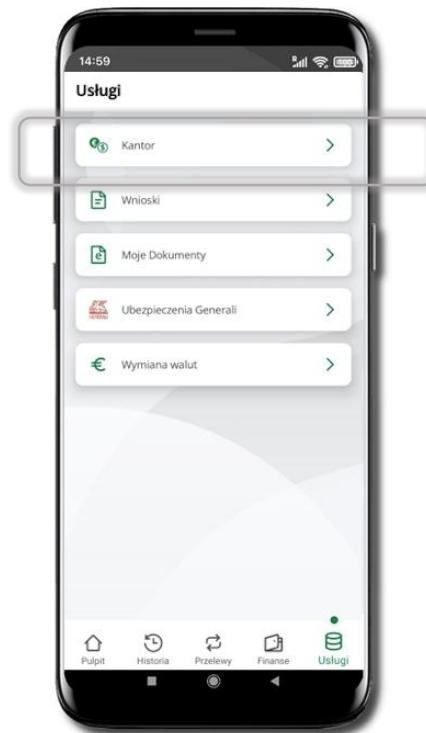 14:59
Usługi
Kantor
Wnioski
Moje Dokumenty
Ubezpieczenia Generali
Wymiana walut
Pulpit
Historia
Przelewy
Finanse
Usługi